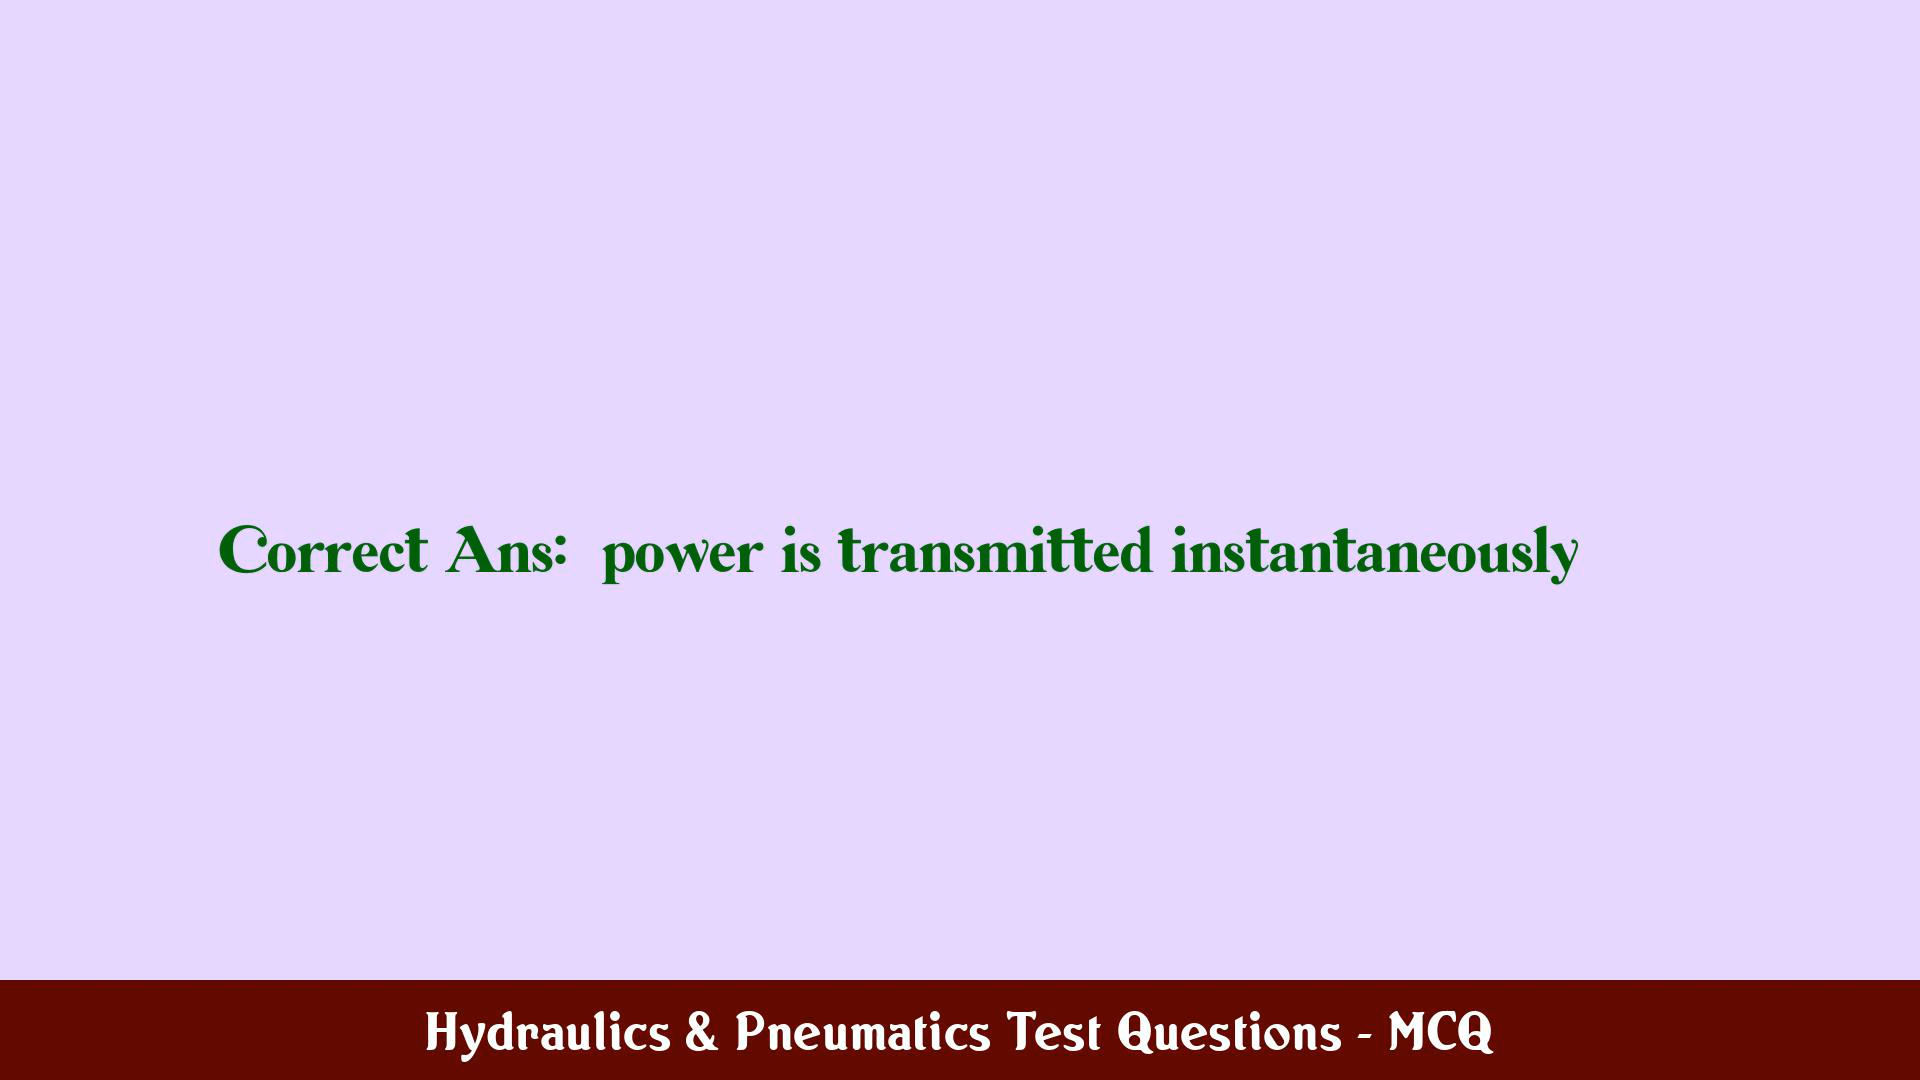 Correct Ans: power is transmitted instantaneously
Hydraulics & Pneumatics Test Questions - MCQ